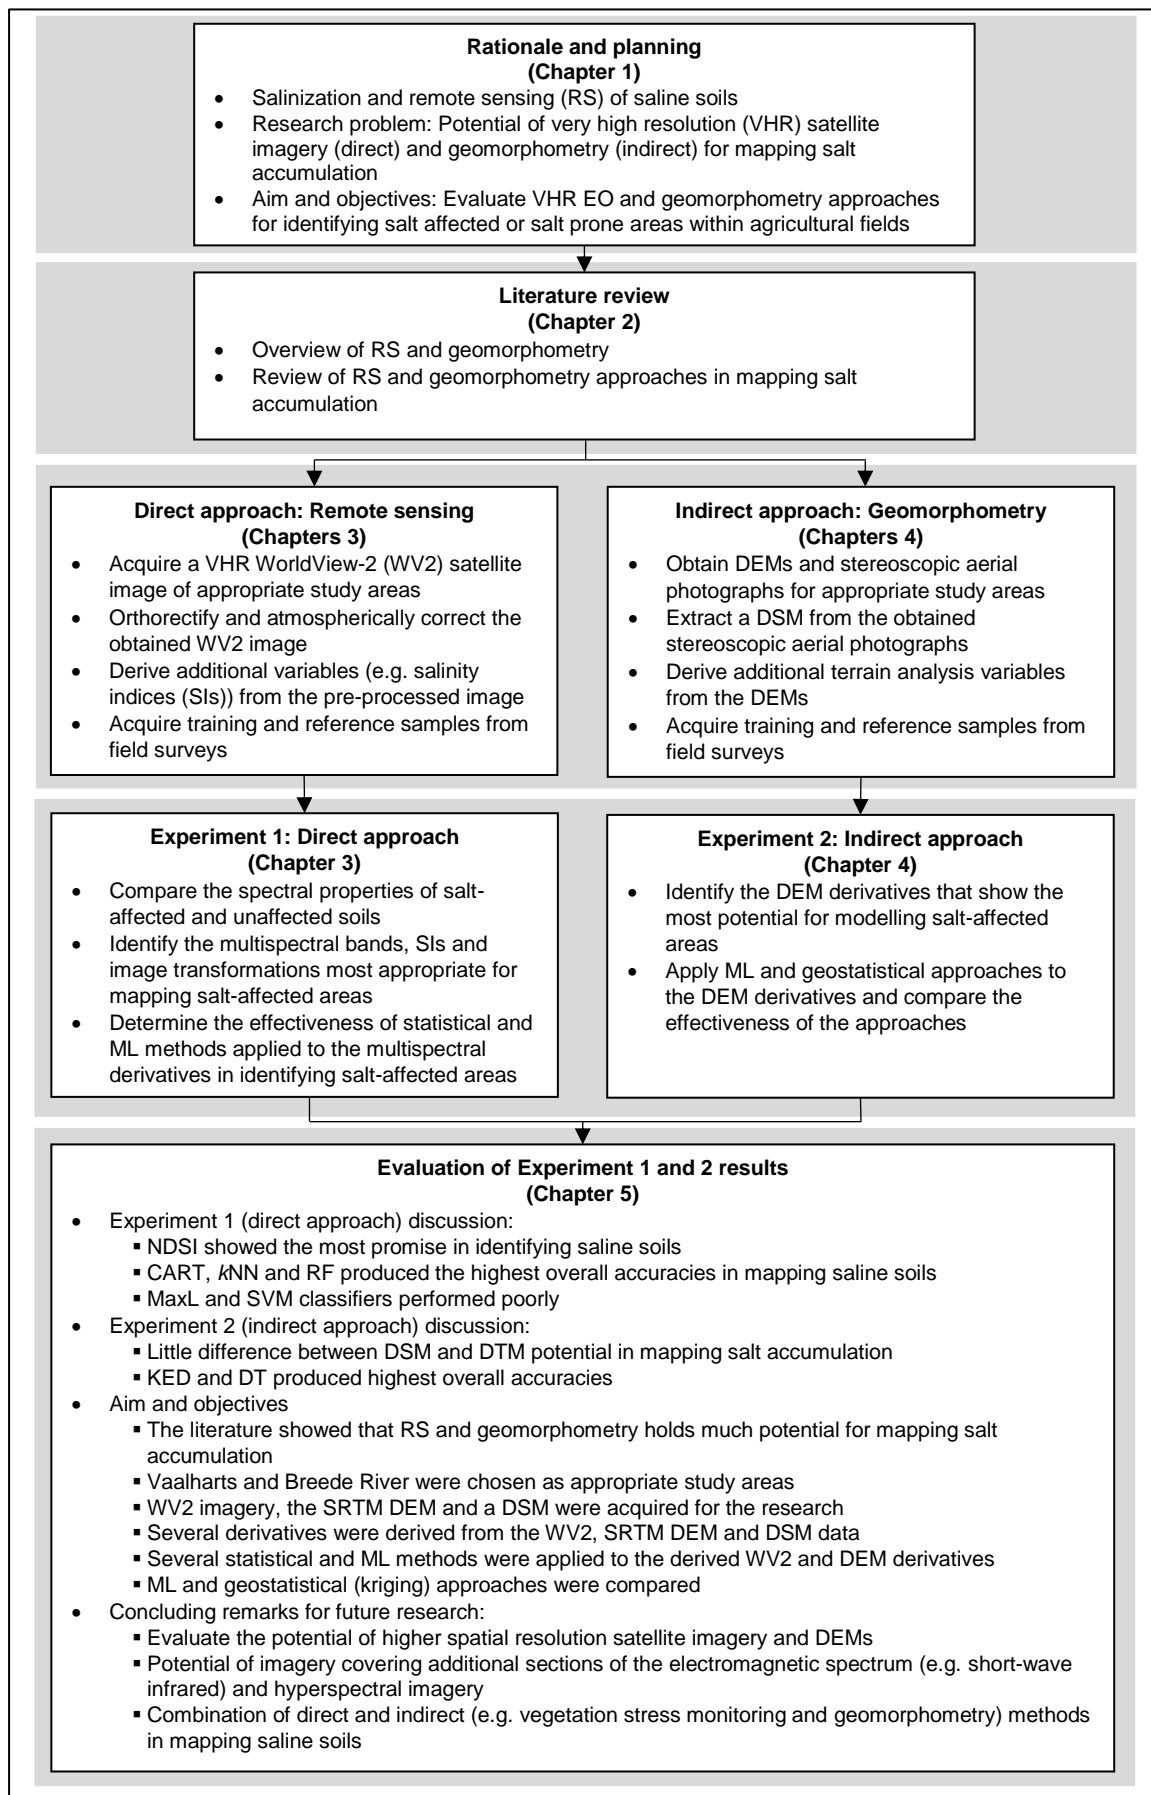 Rationale and planning
(Chapter 1)
• Salinization and remote sensing (RS) of saline soils
• Research problem: Potential of very high resolution (VHR) satellite
imagery (direct) and geomorphometry (indirect) for mapping salt
accumulation
• Aim and objectives: Evaluate VHR EO and geomorphometry approaches
for identifying salt affected or salt prone areas within agricultural fields
Literature review
(Chapter 2)
• Overview of RS and geomorphometry
• Review of RS and geomorphometry approaches in mapping salt
accumulation
Direct approach: Remote sensing
(Chapters 3)
• Acquire a VHR WorldView-2 (WV2) satellite
image of appropriate study areas
• Orthorectify and atmospherically correct the
obtained WV2 image
• Derive additional variables (e.g. salinity
indices (SIs)) from the pre-processed image
• Acquire training and reference samples from
field surveys
Indirect approach: Geomorphometry
(Chapters 4)
• Obtain DEMs and stereoscopic aerial
photographs for appropriate study areas
• Extract a DSM from the obtained
stereoscopic aerial photographs
• Derive additional terrain analysis variables
from the DEMs
• Acquire training and reference samples from
field surveys
Experiment 1: Direct approach
(Chapter 3)
• Compare the spectral properties of salt-
affected and unaffected soils
• Identify the multispectral bands, SIs and
image transformations most appropriate for
mapping salt-affected areas
• Determine the effectiveness of statistical and
ML methods applied to the multispectral
derivatives in identifying salt-affected areas
Experiment 2: Indirect approach
(Chapter 4)
• Identify the DEM derivatives that show the
most potential for modelling salt-affected
areas
• Apply ML and geostatistical approaches to
the DEM derivatives and compare the
effectiveness of the approaches
Evaluation of Experiment 1 and 2 results
(Chapter 5)
• Experiment 1 (direct approach) discussion:
▪ NDSI showed the most promise in identifying saline soils
▪ CART, kNN and RF produced the highest overall accuracies in mapping saline soils
▪ MaxL and SVM classifiers performed poorly
• Experiment 2 (indirect approach) discussion:
▪ Little difference between DSM and DTM potential in mapping salt accumulation
▪ KED and DT produced highest overall accuracies
• Aim and objectives
▪ The literature showed that RS and geomorphometry holds much potential for mapping salt
accumulation
▪ Vaalharts and Breede River were chosen as appropriate study areas
▪ WV2 imagery, the SRTM DEM and a DSM were acquired for the research
▪ Several derivatives were derived from the WV2, SRTM DEM and DSM data
▪ Several statistical and ML methods were applied to the derived WV2 and DEM derivatives
▪ ML and geostatistical (kriging) approaches were compared
• Concluding remarks for future research:
▪ Evaluate the potential of higher spatial resolution satellite imagery and DEMs
▪ Potential of imagery covering additional sections of the electromagnetic spectrum (e.g. short-wave
infrared) and hyperspectral imagery
▪ Combination of direct and indirect (e.g. vegetation stress monitoring and geomorphometry) methods
in mapping saline soils